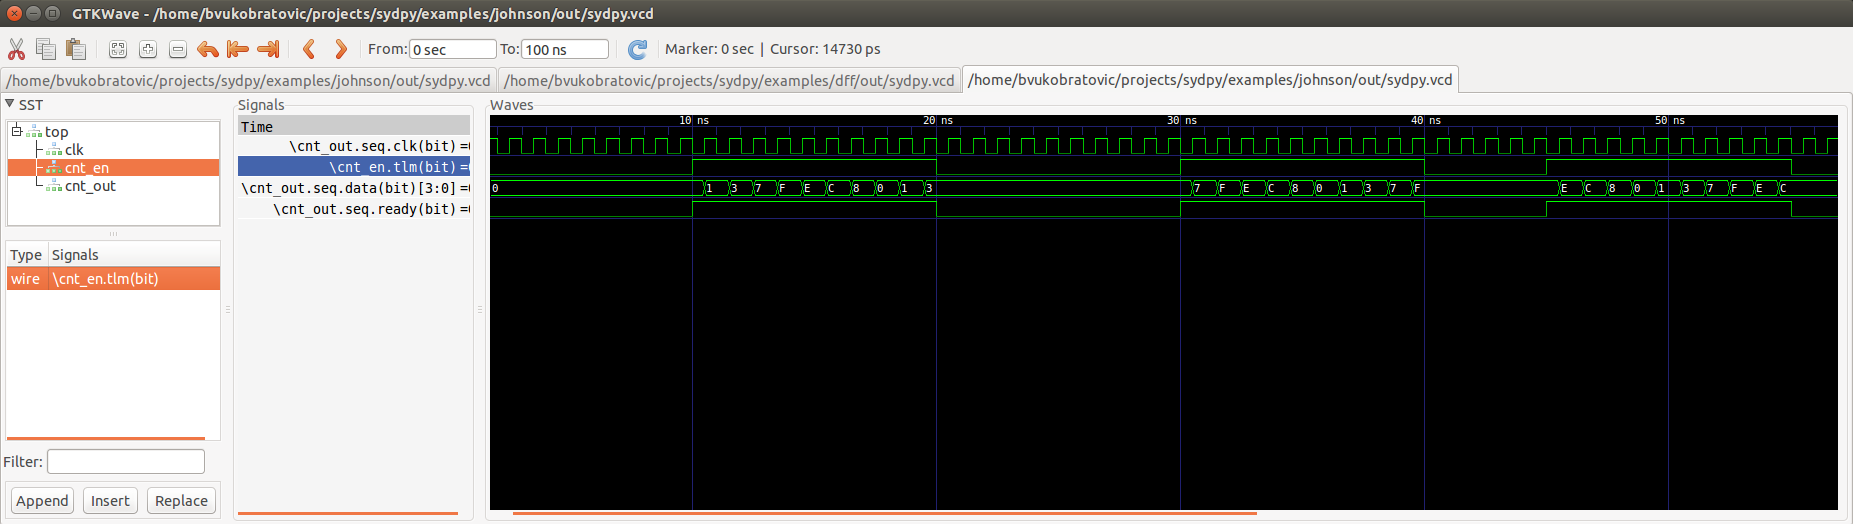 GTKWave - /home/bvukobratovic/projects/sydpy/examples/johnson/out/sydpy.vcd
From: 0 sec To: 100 ns Marker: 0 sec | Cursor: 14730 ps
/home/bvukobratovic/projects/sydpy/examples/johnson/out/sydpy.vcd /home/bvukobratovic/projects/sydpy/examples/dff/out/sydpy.vcd /home/bvukobratovic/projects/sydpy/examples/johnson/out/sydpy.vcd
SST
top
clk
cnt_en
cnt_out
Type Signals
wire \cnt_en.tlm(bit)
Filter:
Append Insert Replace
Signals
Time
\cnt_out.seq.clk(bit) =0
\cnt_en.tlm(bit) =0
\cnt_out.seq.data(bit)[3:0] =0
\cnt_out.seq.ready(bit) =0
Waves
10 ns 20 ns 30 ns 40 ns 50 ns
0 1 3 7 F E C 8 0 1 3 7 F E C 8 0 1 3 7 F E C 8 0 1 3 7 F E C